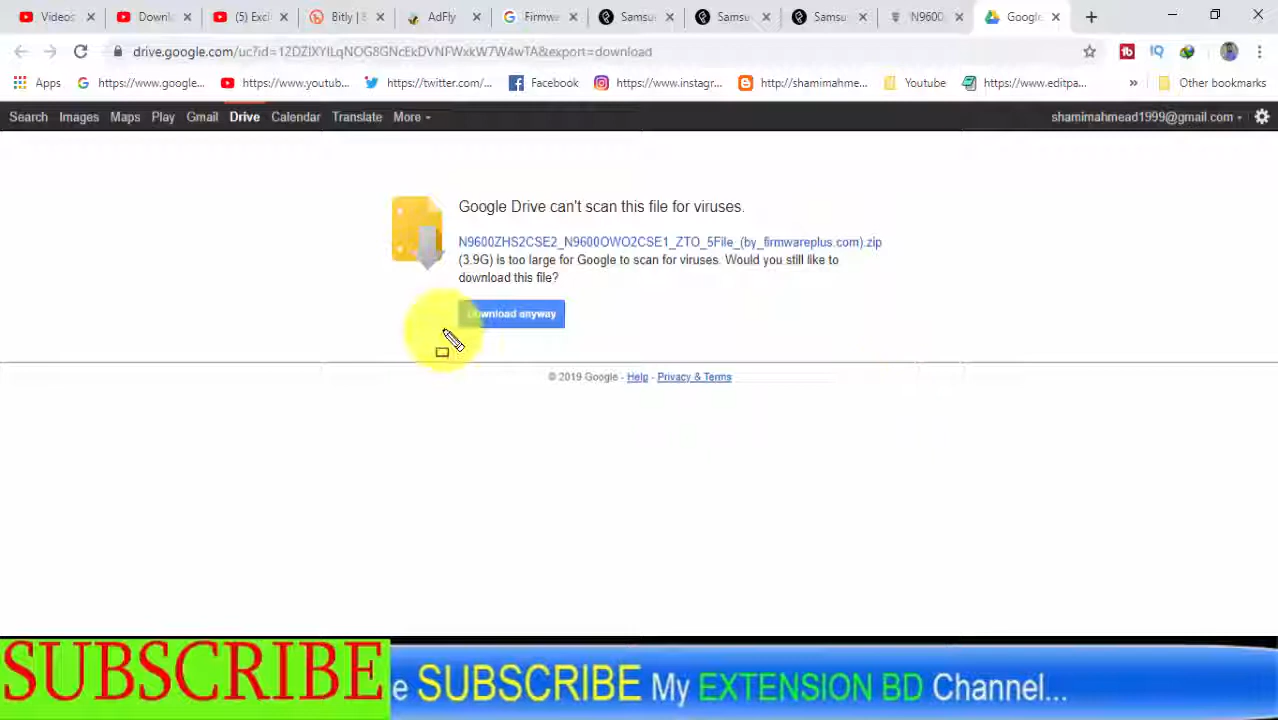 Videos
Downl
(5) Excl
Bitly | E
AdFly
Firmw
Samsu
Samsu
Samsu
N9600
Google
drive.google.com/uc?id=12DZIXYILqNOG8GNcEkDVNFWxkW7W4wTA&export=download
Apps
https://www.google...
https://www.youtub...
https://twitter.com/...
Facebook
https://www.instagr...
http://shamimahme...
Youtube
https://www.editpa...
Other bookmarks
Search Images Maps Play Gmail Drive Calendar Translate More
shamimahmead1999@gmail.com
Google Drive can't scan this file for viruses.
N9600ZHS2CSE2_N9600OWO2CSE1_ZTO_5File_(by_firmwareplus.com).zip
(3.9G) is too large for Google to scan for viruses. Would you still like to
download this file?
Download anyway
© 2019 Google - Help - Privacy & Terms
SUBSCRIBE
e SUBSCRIBE My EXTENSION BD Channel...